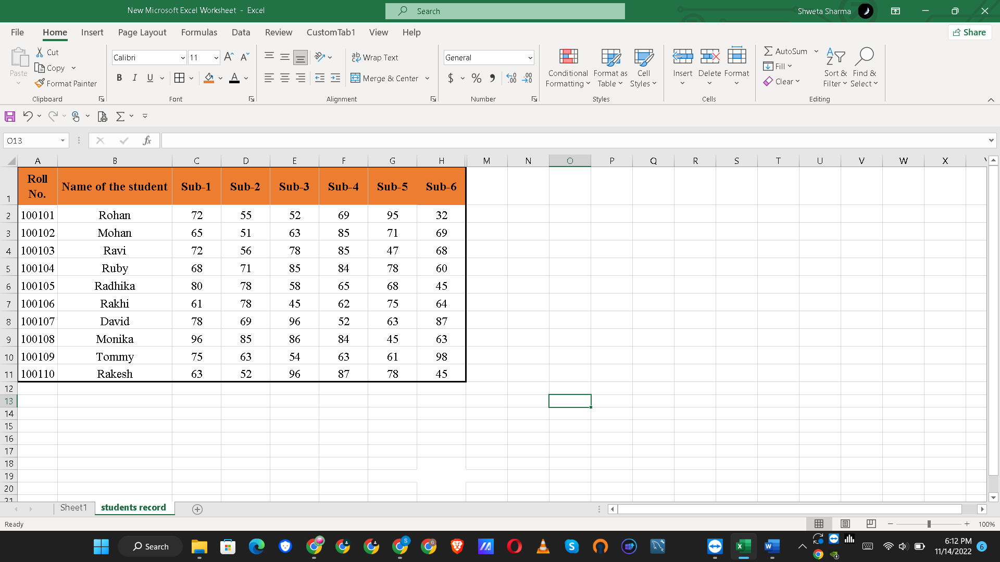 New Microsoft Excel Worksheet - Excel
Search
Shweta Sharma
File Home Insert Page Layout Formulas Data Review CustomTab1 View Help
Share
Paste
Cut
Copy
Format Painter
Clipboard
Calibri 11
B I U
Font
Wrap Text
Merge & Center
Alignment
General
$ % 9 .00
Number
Conditional Formatting
Format as Table
Cell Styles
Styles
Insert Delete Format
Cells
AutoSum
Fill
Clear
Sort & Filter
Find & Select
Editing
O13
fx
A B C D E F G H M N O P Q R S T U V W X
1 Roll No. Name of the student Sub-1 Sub-2 Sub-3 Sub-4 Sub-5 Sub-6
2 100101 Rohan 72 55 52 69 95 32
3 100102 Mohan 65 51 63 85 71 69
4 100103 Ravi 72 56 78 85 47 68
5 100104 Ruby 68 71 85 84 78 60
6 100105 Radhika 80 78 58 65 68 45
7 100106 Rakhi 61 78 45 62 75 64
8 100107 David 78 69 96 52 63 87
9 100108 Monika 96 85 86 84 45 63
10 100109 Tommy 75 63 54 63 61 98
11 100110 Rakesh 63 52 96 87 78 45
12
13
14
15
16
17
18
19
20
21
Sheet1 students record
Ready
100%
Search
6:12 PM
11/14/2022
6